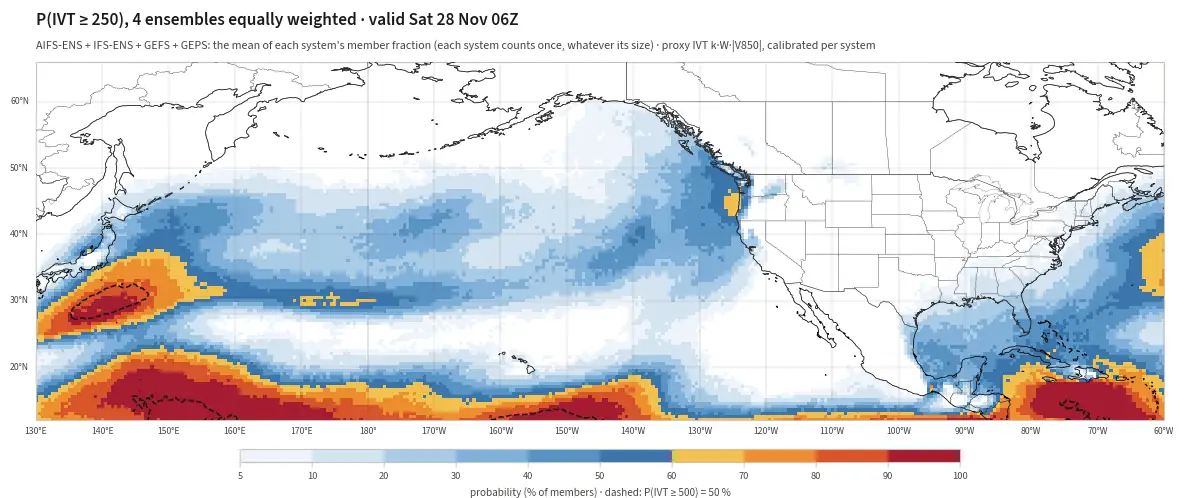 P(IVT ≥ 250), 4 ensembles equally weighted · valid Sat 28 Nov 06Z
AIFS-ENS + IFS-ENS + GEFS + GEPS: the mean of each system's member fraction (each system counts once, whatever its size) · proxy IVT k·W·|V850|, calibrated per system
60°N
50°N
40°N
30°N
20°N
130°E 140°E 150°E 160°E 170°E 180° 170°W 160°W 150°W 140°W 130°W 120°W 110°W 100°W 90°W 80°W 70°W 60°W
5 10 20 30 40 50 60 70 80 90 100
probability (% of members) · dashed: P(IVT ≥ 500) = 50 %